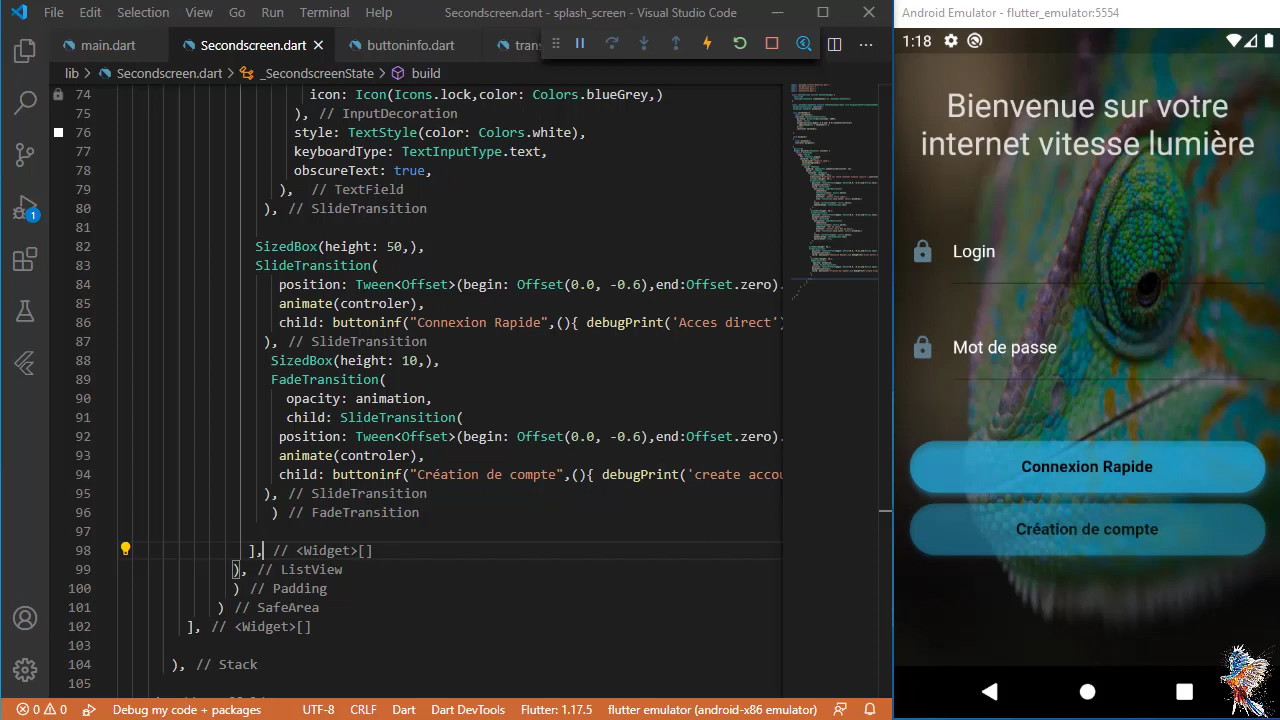 File Edit Selection View Go Run Terminal Help
Secondscreen.dart - splash_screen - Visual Studio Code
main.dart
Secondscreen.dart
buttoninfo.dart
lib > Secondscreen.dart > _SecondscreenState > build
74 icon: Icon(Icons.lock,color: Colors.blueGrey,)
75 ), // InputDecoration
76 style: TextStyle(color: Colors.white),
77 keyboardType: TextInputType.text,
78 obscureText: true,
79 ), // TextField
80 ), // SlideTransition
81
82 SizedBox(height: 50,),
83 SlideTransition(
84 position: Tween<Offset>(begin: Offset(0.0, -0.6),end:Offset.zero).
85 animate(controler),
86 child: buttoninf("Connexion Rapide",(){ debugPrint('Acces direct')
87 ), // SlideTransition
88 SizedBox(height: 10,),
89 FadeTransition(
90 opacity: animation,
91 child: SlideTransition(
92 position: Tween<Offset>(begin: Offset(0.0, -0.6),end:Offset.zero).
93 animate(controler),
94 child: buttoninf("Création de compte",(){ debugPrint('create accou
95 ), // SlideTransition
96 ) // FadeTransition
97
98 ], // <Widget>[]
99 ), // ListView
100 ) // Padding
101 ) // SafeArea
102 ], // <Widget>[]
103
104 ), // Stack
105
1
0 0 Debug my code + packages UTF-8 CRLF Dart Dart DevTools Flutter: 1.17.5 flutter emulator (android-x86 emulator)
Android Emulator - flutter_emulator:5554
1:18
Bienvenue sur votre
internet vitesse lumière
Login
Mot de passe
Connexion Rapide
Création de compte